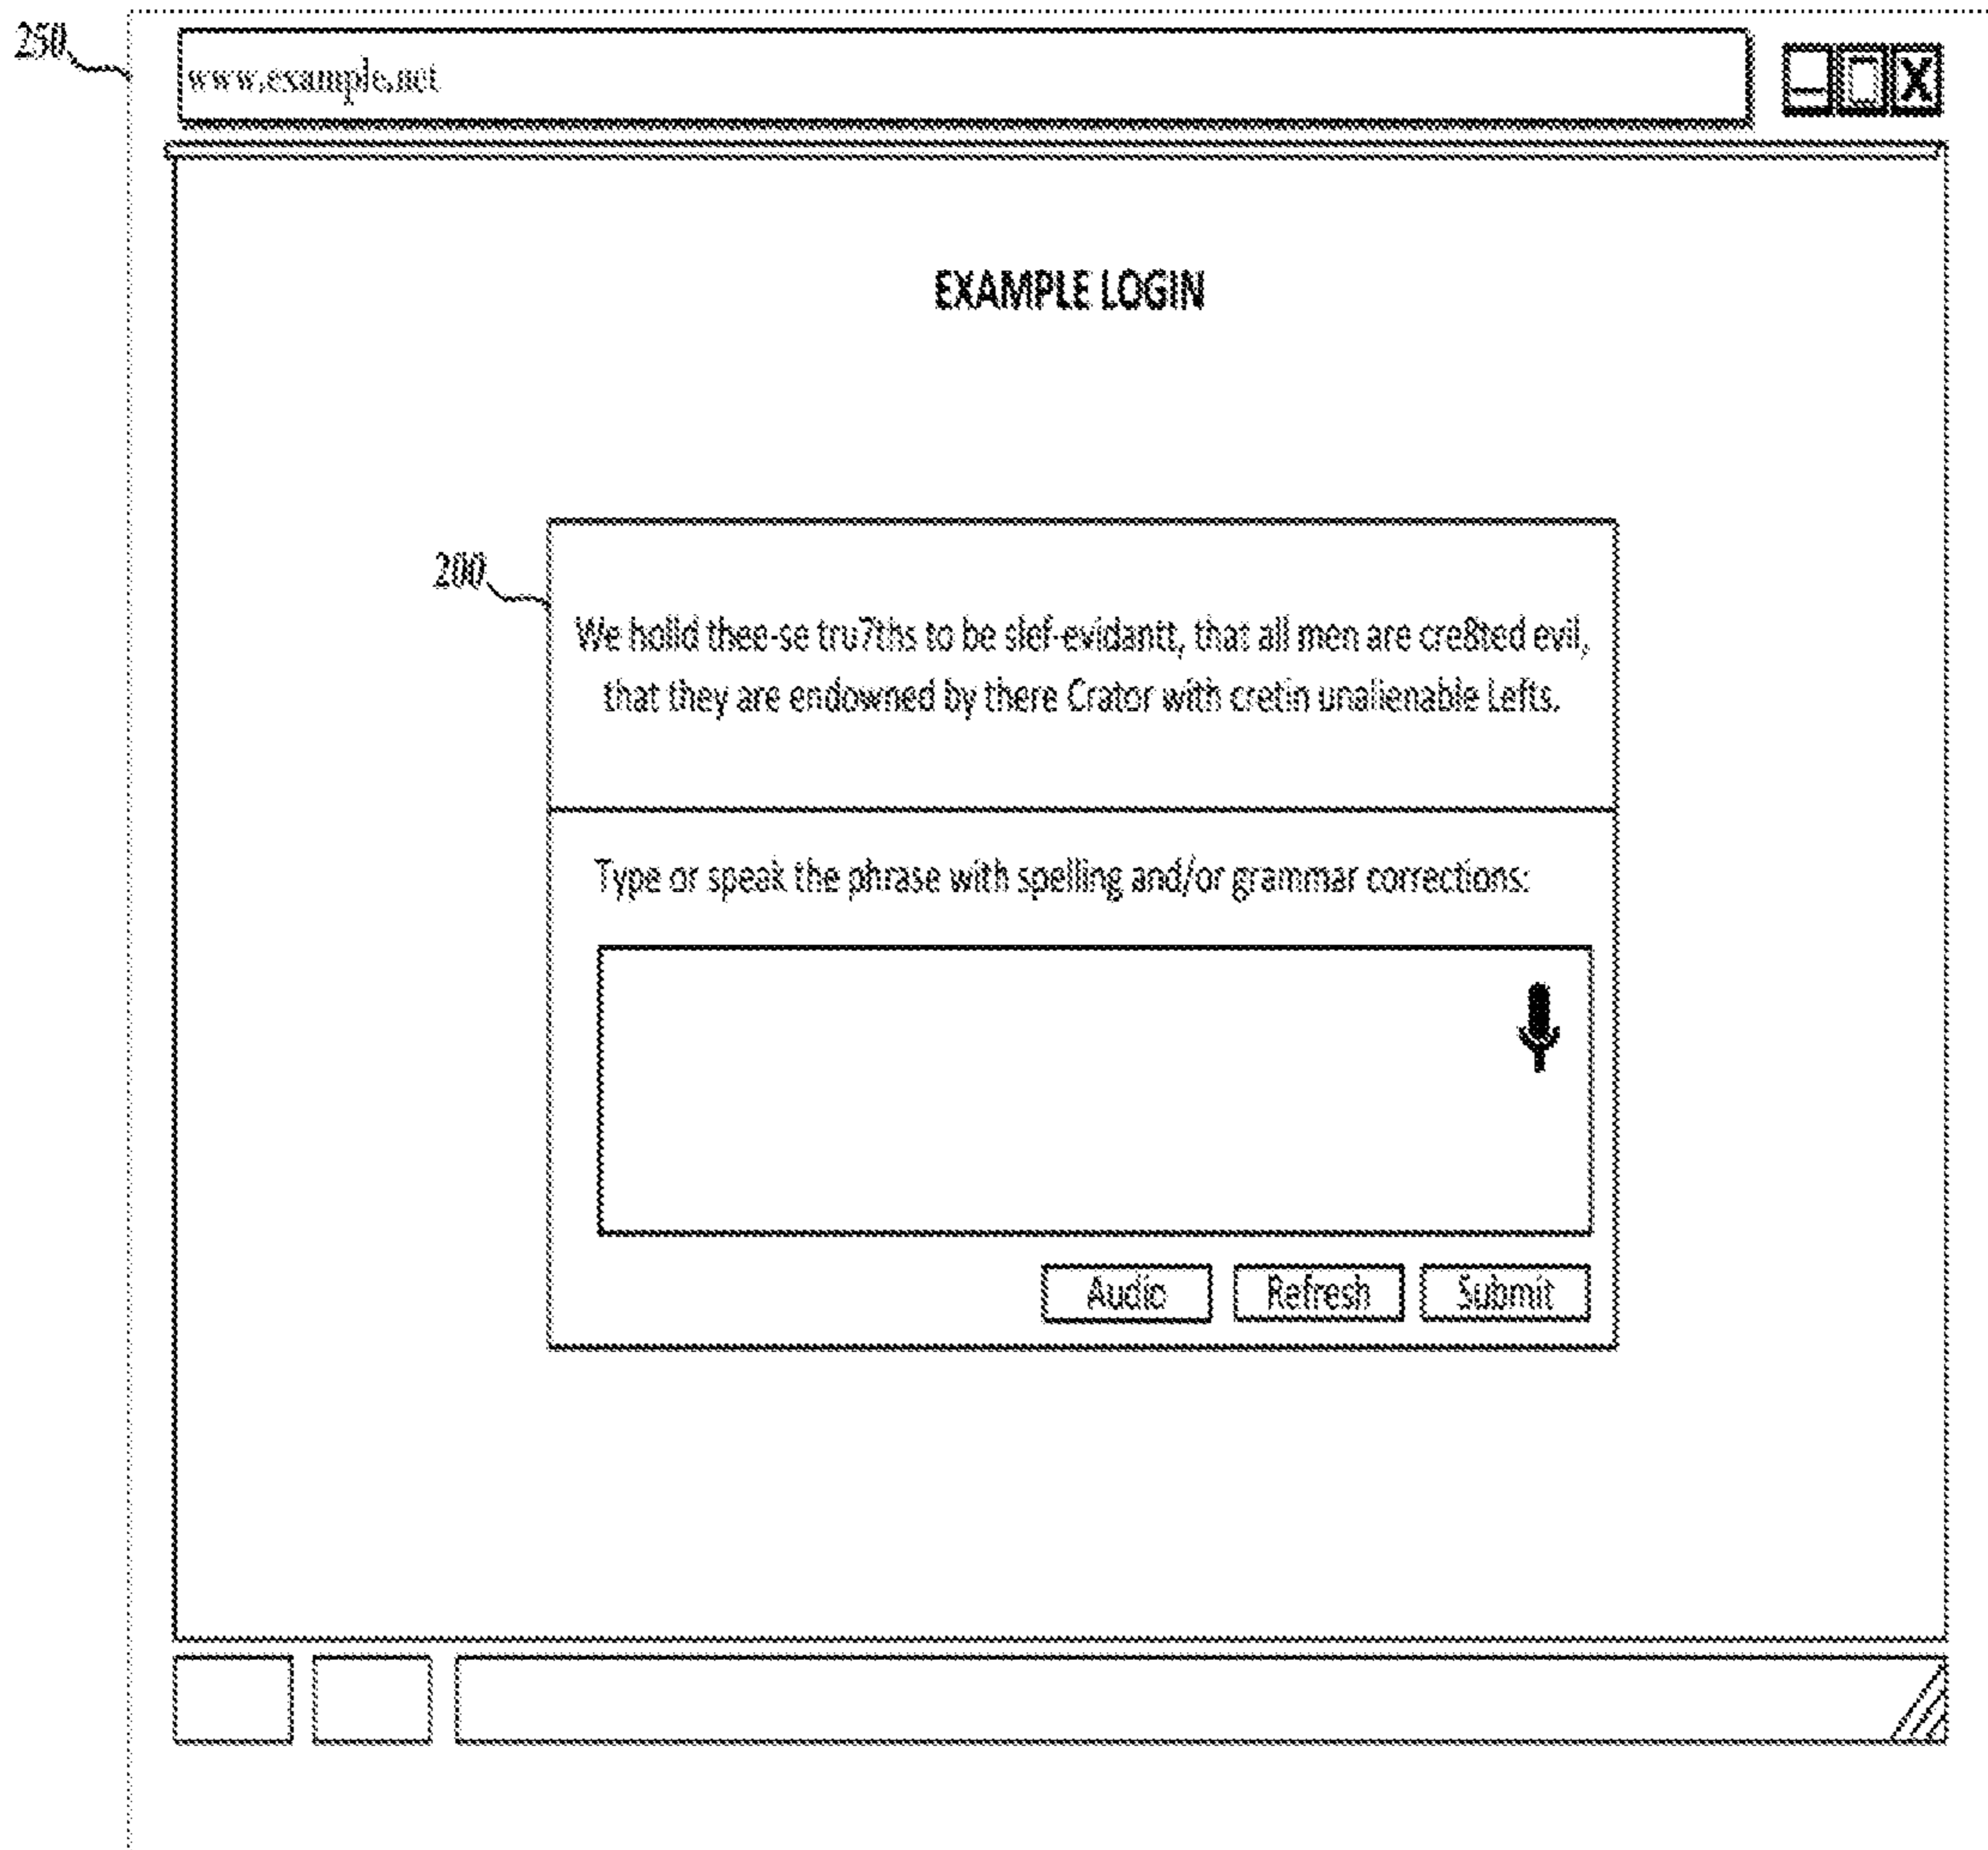 250
www.example.net
X
EXAMPLE LOGIN
200
We holld thee-se tru7ths to be slef-evidantt, that all men are cre8ted evil,
that they are endowned by there Crator with cretin unalienable Lefts.
Type or speak the phrase with spelling and/or grammar corrections:
Audio Refresh Submit